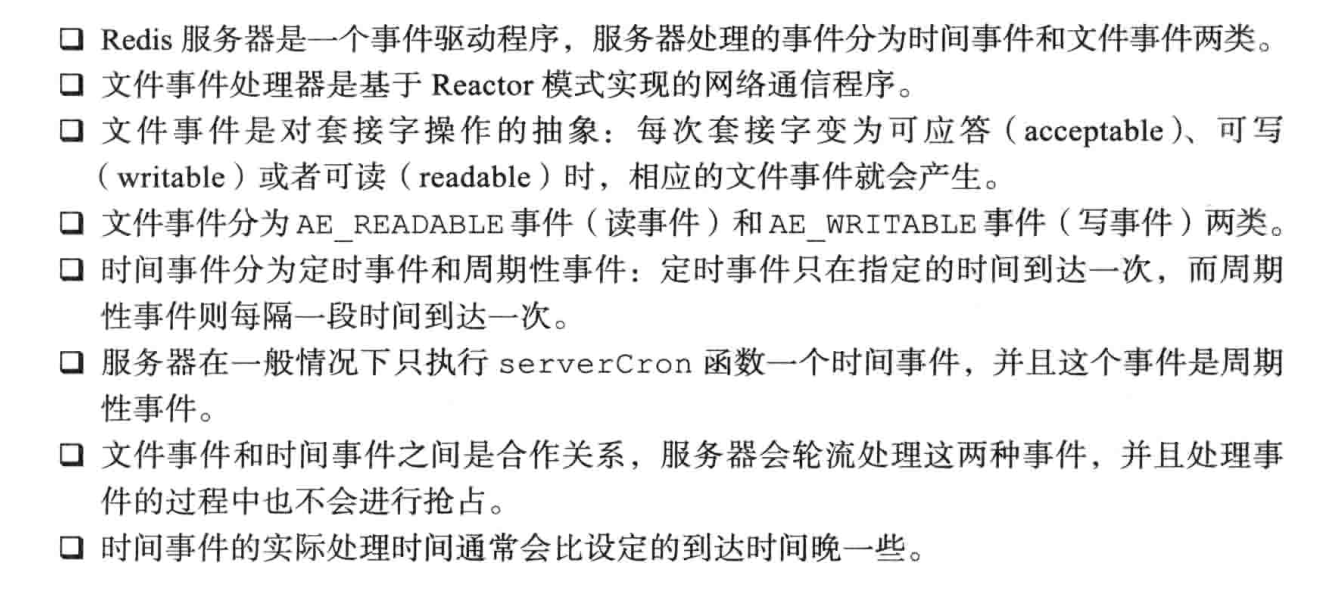 ❏ Redis 服务器是一个事件驱动程序，服务器处理的事件分为时间事件和文件事件两类。
❏ 文件事件处理器是基于 Reactor 模式实现的网络通信程序。
❏ 文件事件是对套接字操作的抽象：每次套接字变为可应答（acceptable）、可写
（writable）或者可读（readable）时，相应的文件事件就会产生。
❏ 文件事件分为 AE_READABLE 事件（读事件）和 AE_WRITABLE 事件（写事件）两类。
❏ 时间事件分为定时事件和周期性事件：定时事件只在指定的时间到达一次，而周期
性事件则每隔一段时间到达一次。
❏ 服务器在一般情况下只执行 serverCron 函数一个时间事件，并且这个事件是周期
性事件。
❏ 文件事件和时间事件之间是合作关系，服务器会轮流处理这两种事件，并且处理事
件的过程中也不会进行抢占。
❏ 时间事件的实际处理时间通常会比设定的到达时间晚一些。